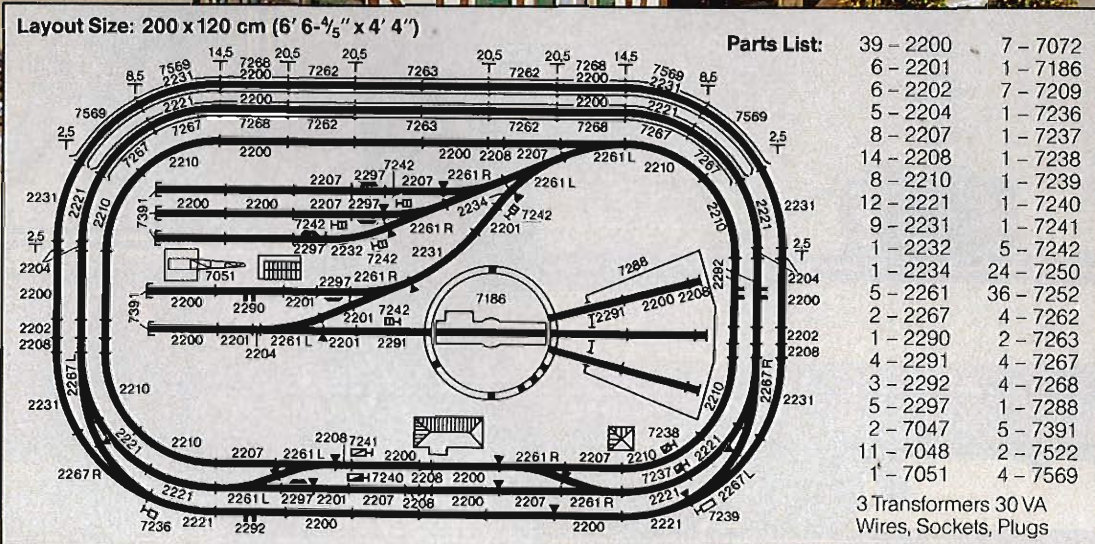 Layout Size: 200 x 120 cm (6' 6-4/5" x 4' 4")
Parts List:
39 – 2200 7 – 7072
6 – 2201 1 – 7186
6 – 2202 7 – 7209
5 – 2204 1 – 7236
8 – 2207 1 – 7237
14 – 2208 1 – 7238
8 – 2210 1 – 7239
12 – 2221 1 – 7240
9 – 2231 1 – 7241
1 – 2232 5 – 7242
1 – 2234 24 – 7250
5 – 2261 36 – 7252
2 – 2267 4 – 7262
1 – 2290 2 – 7263
4 – 2291 4 – 7267
3 – 2292 4 – 7268
5 – 2297 1 – 7288
2 – 7047 5 – 7391
11 – 7048 2 – 7522
1 – 7051 4 – 7569
3 Transformers 30 VA
Wires, Sockets, Plugs
14,5 20,5 20,5 20,5 20,5 14,5
7569 7268 7262 7263 7262 7268 7569
8,5 2231 2200 2200 2231 8,5
7569 2221 2200 2200 2221 7569
2,5 7267 7268 7262 7263 7262 7268 7267 2,5
2210 2200 2200 2208 2207 2261 L 2210
2207 2297 7242 2207 2261 R 2261 L
2231 2221 2210 7391 2200 2200 2207 2297 2234 7242 2210 2221 2231
7242 2261 R 2201
2297 2232 7242 2231
2,5 2204 7051 2,5 2204
2297 2261 R 7288 2292
2200 7391 2200 2290 2201 7186 2200 2208 2200
2201 7242 2291
2202 2200 2201 2261 L 2201 2291 2202
2208 2204 2208
2267 L 2267 R
2231 2210 2210 2231
2221 2210 2208 7241 7238 2221
2207 2261 L 2200 2261 R 2207 2210
2267 R 7240 2208 2200 7237 2267 L
2221 2261 L 2297 2201 2207 2208 2207 2261 R 2221
7236 2221 2292 2200 2200 2221 7239